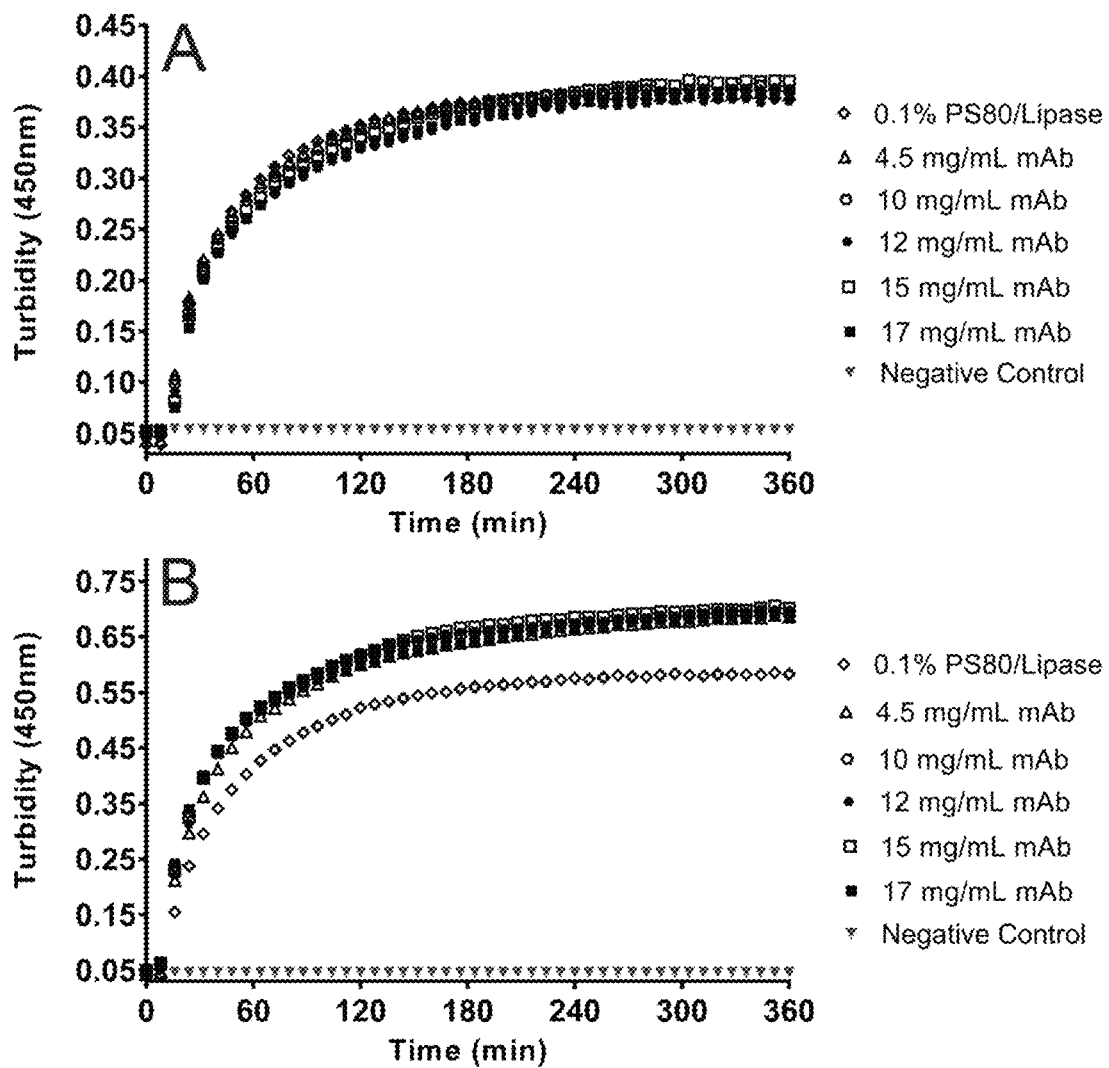 A
Turbidity (450nm)
0.45
0.40
0.35
0.30
0.25
0.20
0.15
0.10
0.05
0 60 120 180 240 300 360
Time (min)
0.1% PS80/Lipase
4.5 mg/mL mAb
10 mg/mL mAb
12 mg/mL mAb
15 mg/mL mAb
17 mg/mL mAb
Negative Control
B
Turbidity (450nm)
0.75
0.65
0.55
0.45
0.35
0.25
0.15
0.05
0 60 120 180 240 300 360
Time (min)
0.1% PS80/Lipase
4.5 mg/mL mAb
10 mg/mL mAb
12 mg/mL mAb
15 mg/mL mAb
17 mg/mL mAb
Negative Control